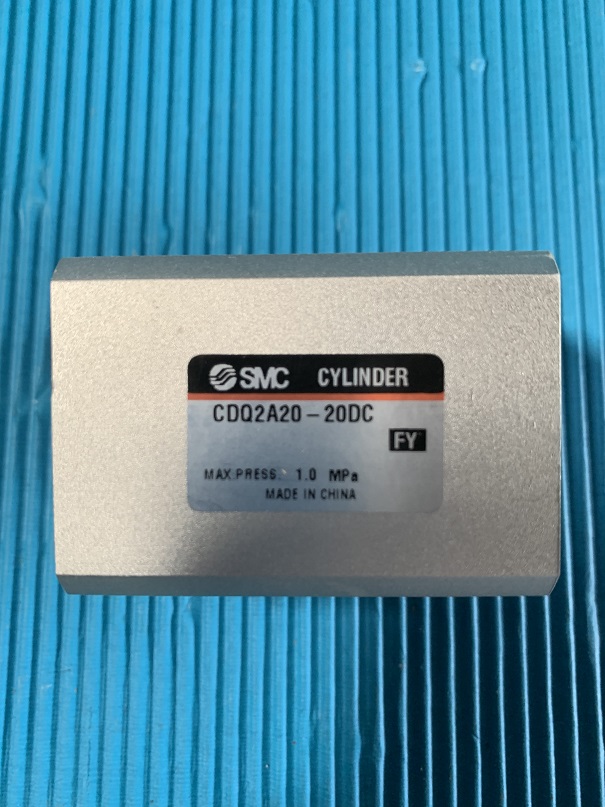 SMC CYLINDER
CDQ2A20-20DC
FY
MAX.PRESS. 1.0 MPa
MADE IN CHINA